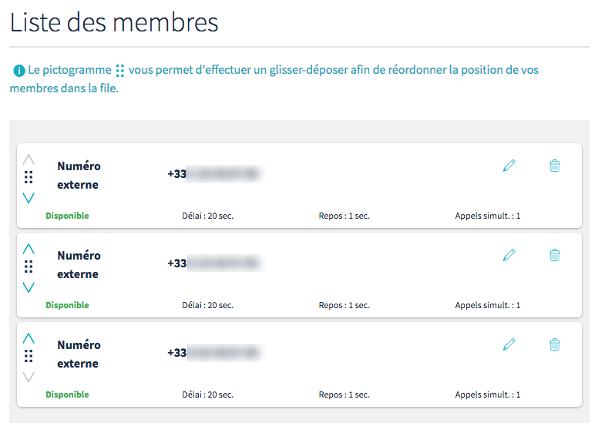 Liste des membres
Le pictogramme vous permet d'effectuer un glisser-déposer afin de réordonner la position de vos
membres dans la file.
Numéro
externe
+33
Disponible Délai : 20 sec. Repos : 1 sec. Appels simult. : 1
Numéro
externe
+33
Disponible Délai : 20 sec. Repos : 1 sec. Appels simult. : 1
Numéro
externe
+33
Disponible Délai : 20 sec. Repos : 1 sec. Appels simult. : 1